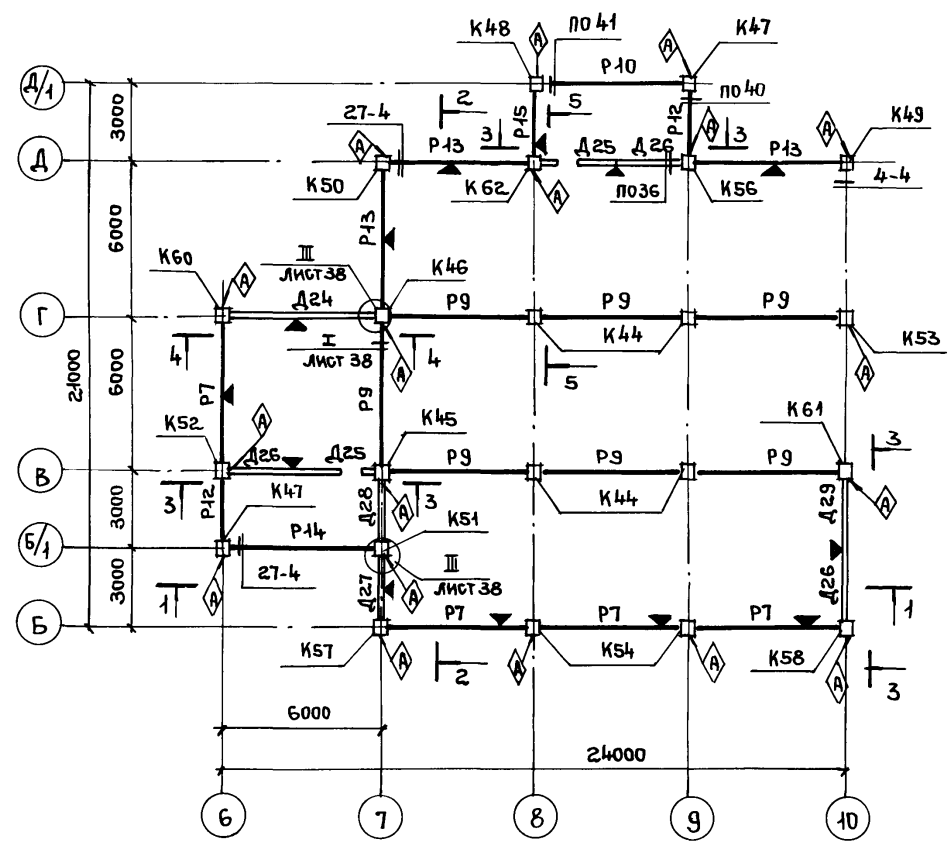 К48 А ПО 41 А К47
Д/1 Р10
3000 27-4 2 Р15 5 Р12 ПО 40
А Р13 3 Д25 Д26 А 3 А К49
Д Р13
К50 К62 А ПО36 К56 4-4
6000 Р13
К60 А III К46
ЛИСТ 38
Д24 Р9 Р9 Р9
Г
4 I 4 К44 К53
ЛИСТ 38 А А
21000 6000 Р7 Р9 5
К52 А К45 К61
Д26 Д25 Р9 Р9 Р9 3
В
3 Р12 К47 Д28 А 3 К44 Д29 А
3000 Р14 К51
Б/1
27-4 III
1 А Д27 А ЛИСТ 38 Д26 1
3000 Р7 Р7 Р7
Б
К57 А 2 А К54 А К58 А 3
6000
24000
6 7 8 9 10